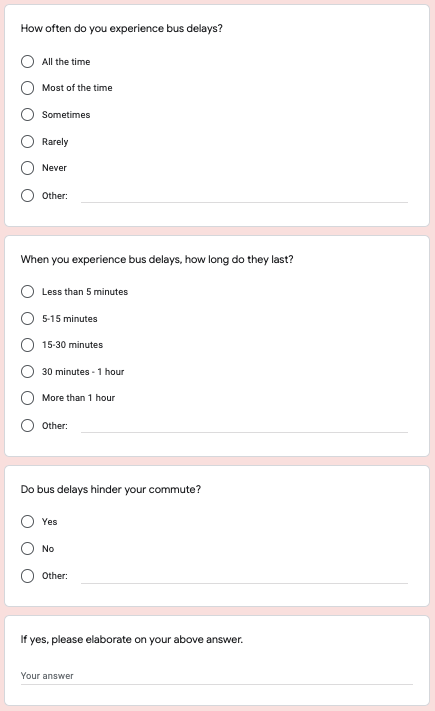 How often do you experience bus delays?
All the time
Most of the time
Sometimes
Rarely
Never
Other:
When you experience bus delays, how long do they last?
Less than 5 minutes
5-15 minutes
15-30 minutes
30 minutes - 1 hour
More than 1 hour
Other:
Do bus delays hinder your commute?
Yes
No
Other:
If yes, please elaborate on your above answer.
Your answer